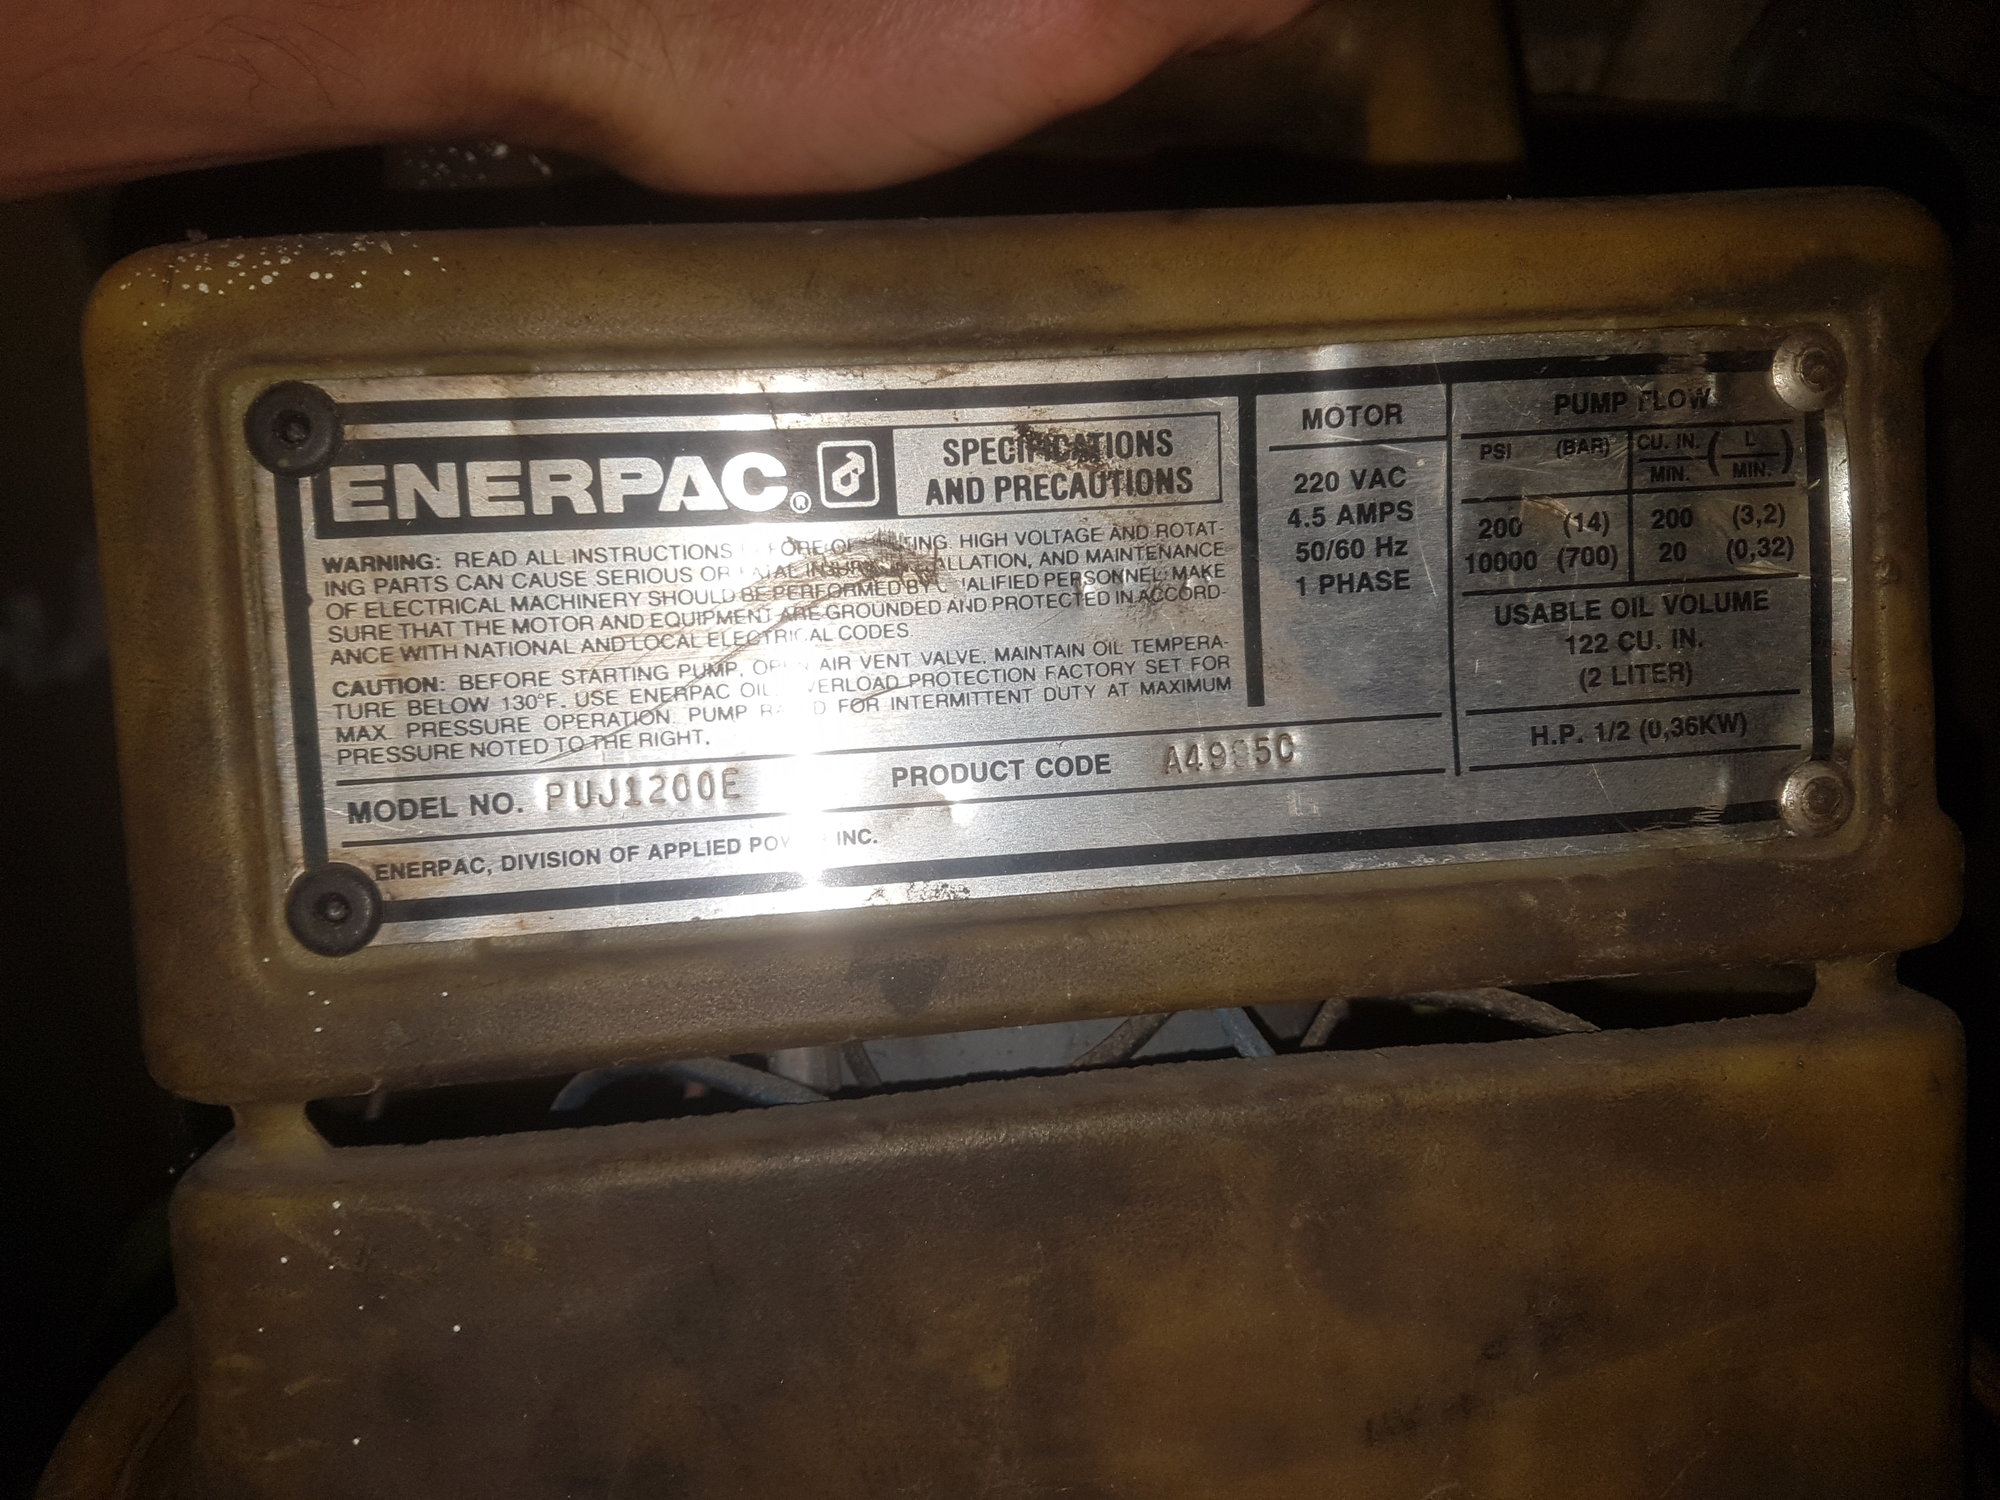 ENERPAC®
SPECIFICATIONS
AND PRECAUTIONS
WARNING: READ ALL INSTRUCTIONS HIGH VOLTAGE AND ROTAT-
ING PARTS CAN CAUSE SERIOUS OR AND MAINTENANCE
OF ELECTRICAL MACHINERY SHOULD BE PERFORMED BY PERSONNEL: MAKE
SURE THAT THE MOTOR AND EQUIPMENT ARE GROUNDED AND PROTECTED IN ACCORD-
ANCE WITH NATIONAL AND LOCAL ELECTRICAL CODES.
CAUTION: BEFORE STARTING PUMP, AIR VENT VALVE, MAINTAIN OIL TEMPERA-
TURE BELOW 130°F. USE ENERPAC OIL. PROTECTION FACTORY SET FOR
MAX PRESSURE OPERATION. PUMP FOR INTERMITTENT DUTY AT MAXIMUM
PRESSURE NOTED TO THE RIGHT.
MODEL NO. PUJ1200E PRODUCT CODE
ENERPAC, DIVISION OF APPLIED INC.
MOTOR
220 VAC
4.5 AMPS
50/60 Hz
1 PHASE
PUMP FLOW
PSI (BAR) CU. IN. / MIN. (L / MIN.)
200 (14) 200 (3,2)
10000 (700) 20 (0,32)
USABLE OIL VOLUME
122 CU. IN.
(2 LITER)
H.P. 1/2 (0,36KW)